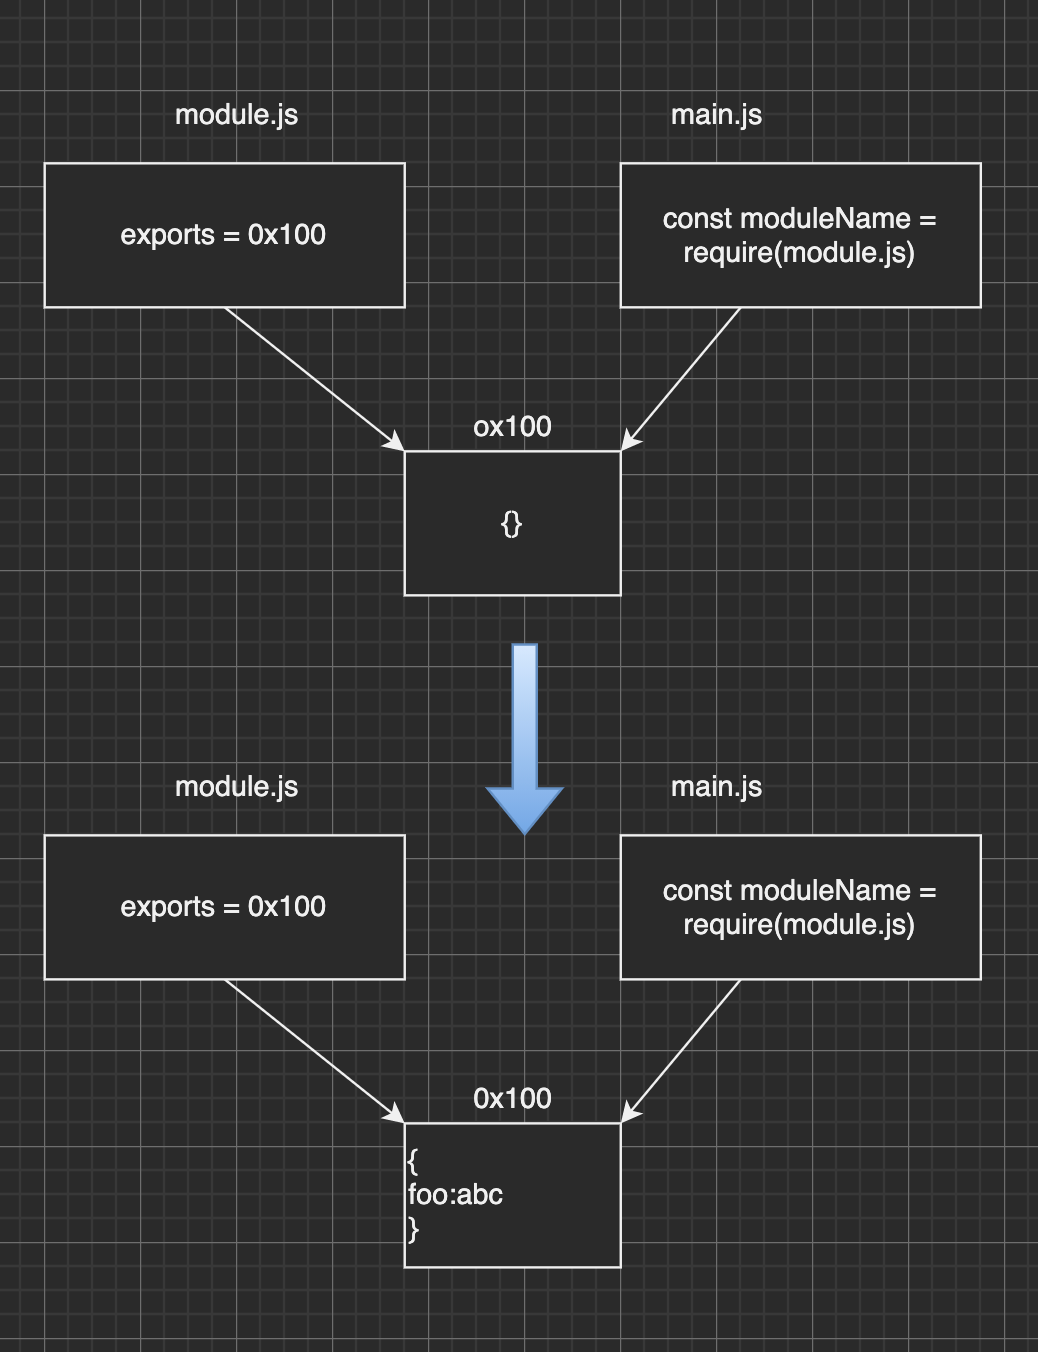 module.js
main.js
exports = 0x100
const moduleName =
require(module.js)
ox100
{}
module.js
main.js
exports = 0x100
const moduleName =
require(module.js)
0x100
{
foo:abc
}